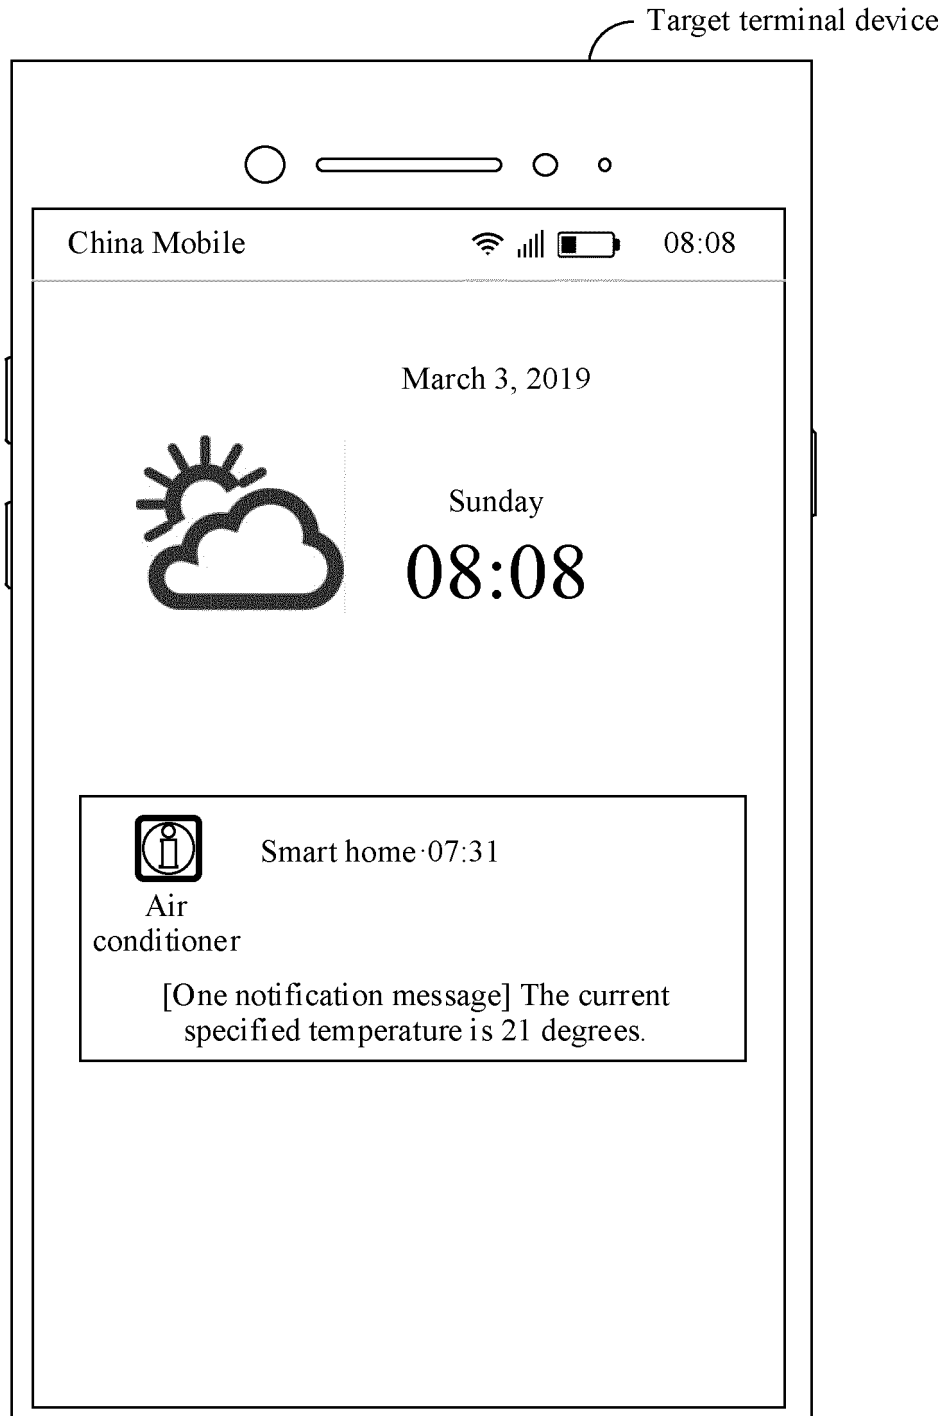 Target terminal device
China Mobile 08:08
March 3, 2019
Sunday
08:08
Smart home·07:31
Air
conditioner
[One notification message] The current
specified temperature is 21 degrees.